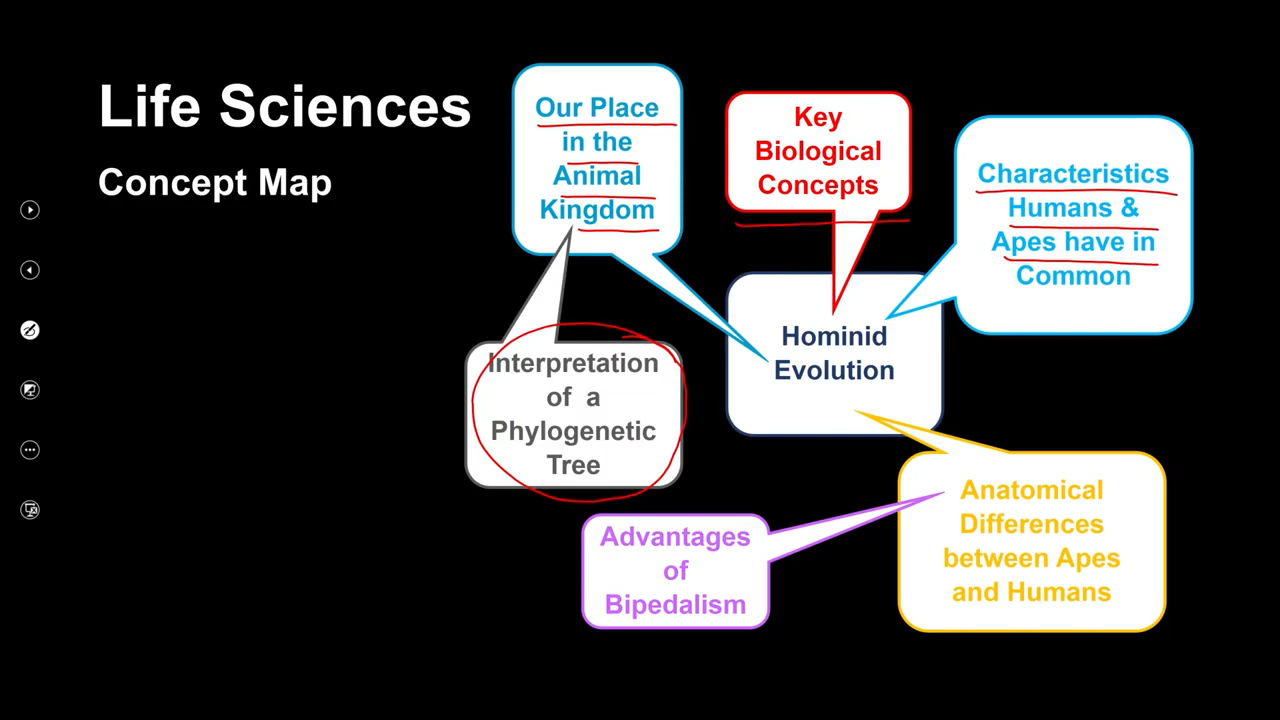 Life Sciences
Concept Map
Our Place
in the
Animal
Kingdom
Key
Biological
Concepts
Characteristics
Humans &
Apes have in
Common
Hominid
Evolution
Interpretation
of a
Phylogenetic
Tree
Advantages
of
Bipedalism
Anatomical
Differences
between Apes
and Humans